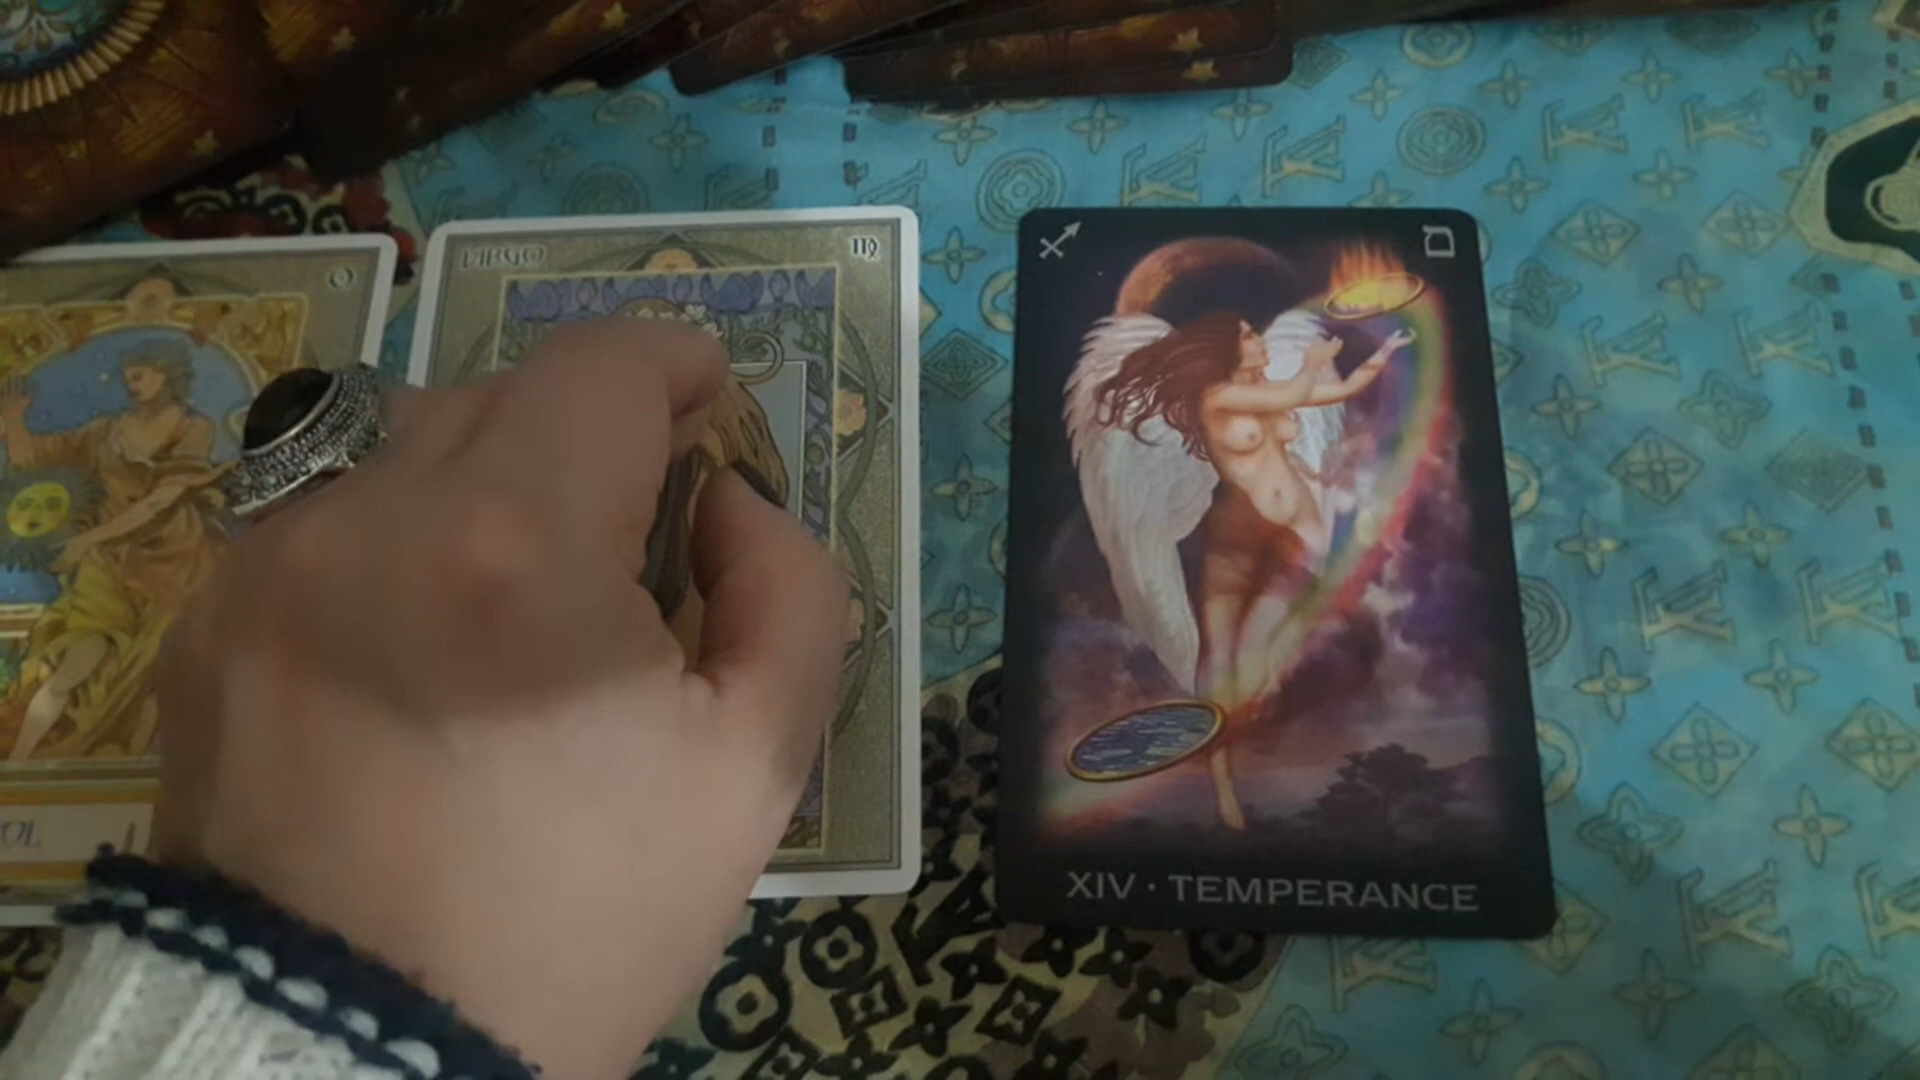 VIRGO ♍
ם
XIV · TEMPERANCE